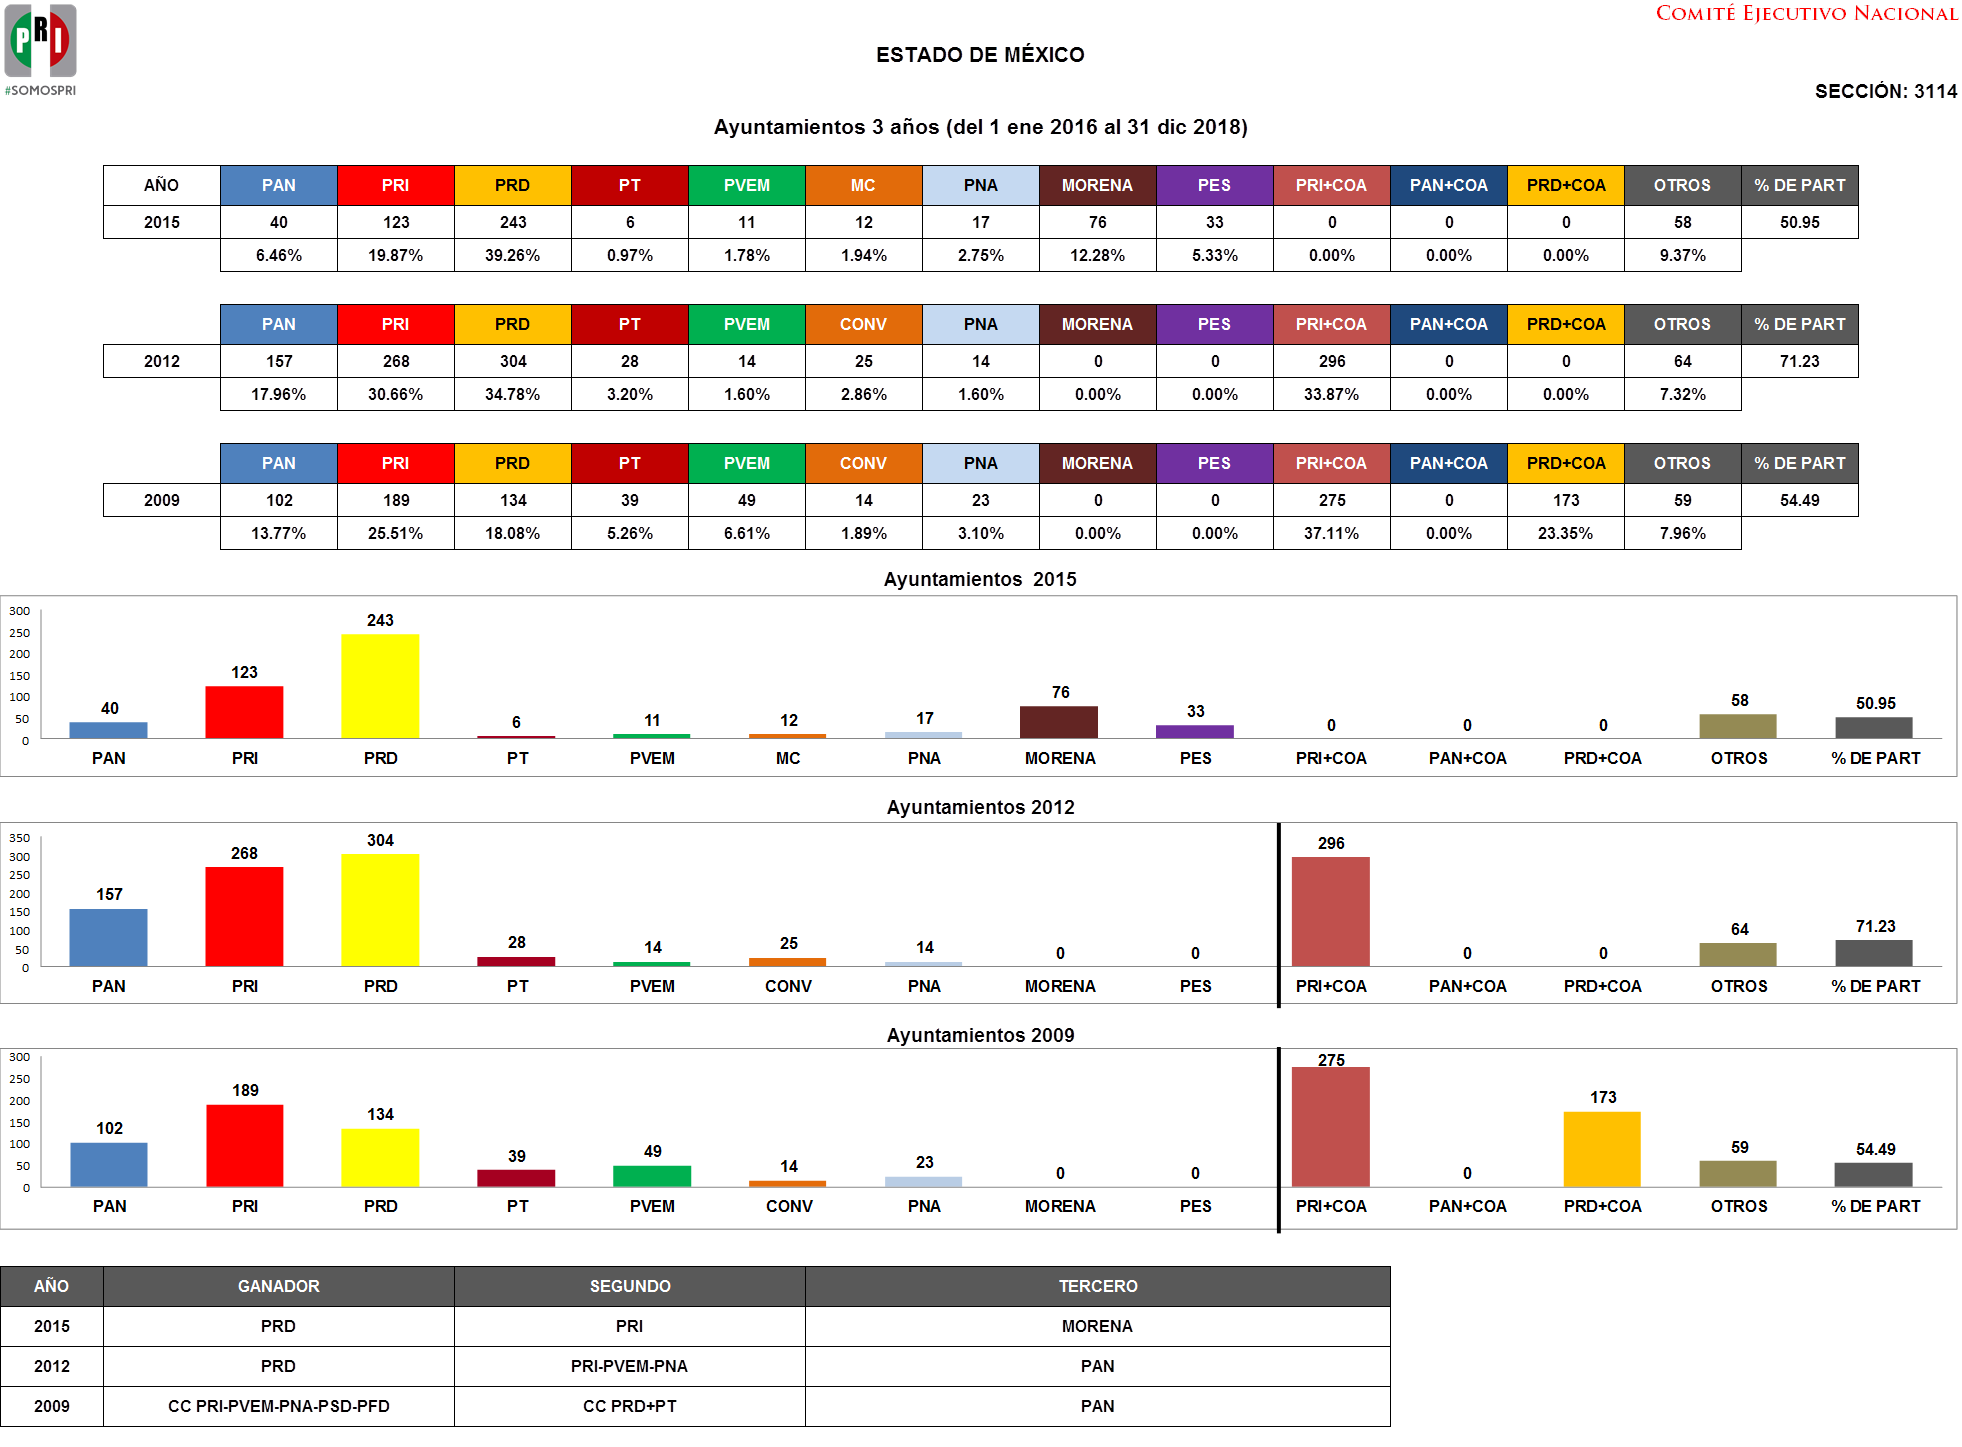 PRI
#SOMOSPRI
COMITÉ EJECUTIVO NACIONAL
ESTADO DE MÉXICO
SECCIÓN: 3114
Ayuntamientos 3 años (del 1 ene 2016 al 31 dic 2018)
AÑO PAN PRI PRD PT PVEM MC PNA MORENA PES PRI+COA PAN+COA PRD+COA OTROS % DE PART
2015 40 123 243 6 11 12 17 76 33 0 0 0 58 50.95
6.46% 19.87% 39.26% 0.97% 1.78% 1.94% 2.75% 12.28% 5.33% 0.00% 0.00% 0.00% 9.37%
PAN PRI PRD PT PVEM CONV PNA MORENA PES PRI+COA PAN+COA PRD+COA OTROS % DE PART
2012 157 268 304 28 14 25 14 0 0 296 0 0 64 71.23
17.96% 30.66% 34.78% 3.20% 1.60% 2.86% 1.60% 0.00% 0.00% 33.87% 0.00% 0.00% 7.32%
PAN PRI PRD PT PVEM CONV PNA MORENA PES PRI+COA PAN+COA PRD+COA OTROS % DE PART
2009 102 189 134 39 49 14 23 0 0 275 0 173 59 54.49
13.77% 25.51% 18.08% 5.26% 6.61% 1.89% 3.10% 0.00% 0.00% 37.11% 0.00% 23.35% 7.96%
Ayuntamientos 2015
300
250
200
150
100
50
0
40 123 243 6 11 12 17 76 33 0 0 0 58 50.95
PAN PRI PRD PT PVEM MC PNA MORENA PES PRI+COA PAN+COA PRD+COA OTROS % DE PART
Ayuntamientos 2012
350
300
250
200
150
100
50
0
157 268 304 28 14 25 14 0 0 296 0 0 64 71.23
PAN PRI PRD PT PVEM CONV PNA MORENA PES PRI+COA PAN+COA PRD+COA OTROS % DE PART
Ayuntamientos 2009
300
250
200
150
100
50
0
102 189 134 39 49 14 23 0 0 275 0 173 59 54.49
PAN PRI PRD PT PVEM CONV PNA MORENA PES PRI+COA PAN+COA PRD+COA OTROS % DE PART
AÑO GANADOR SEGUNDO TERCERO
2015 PRD PRI MORENA
2012 PRD PRI-PVEM-PNA PAN
2009 CC PRI-PVEM-PNA-PSD-PFD CC PRD+PT PAN